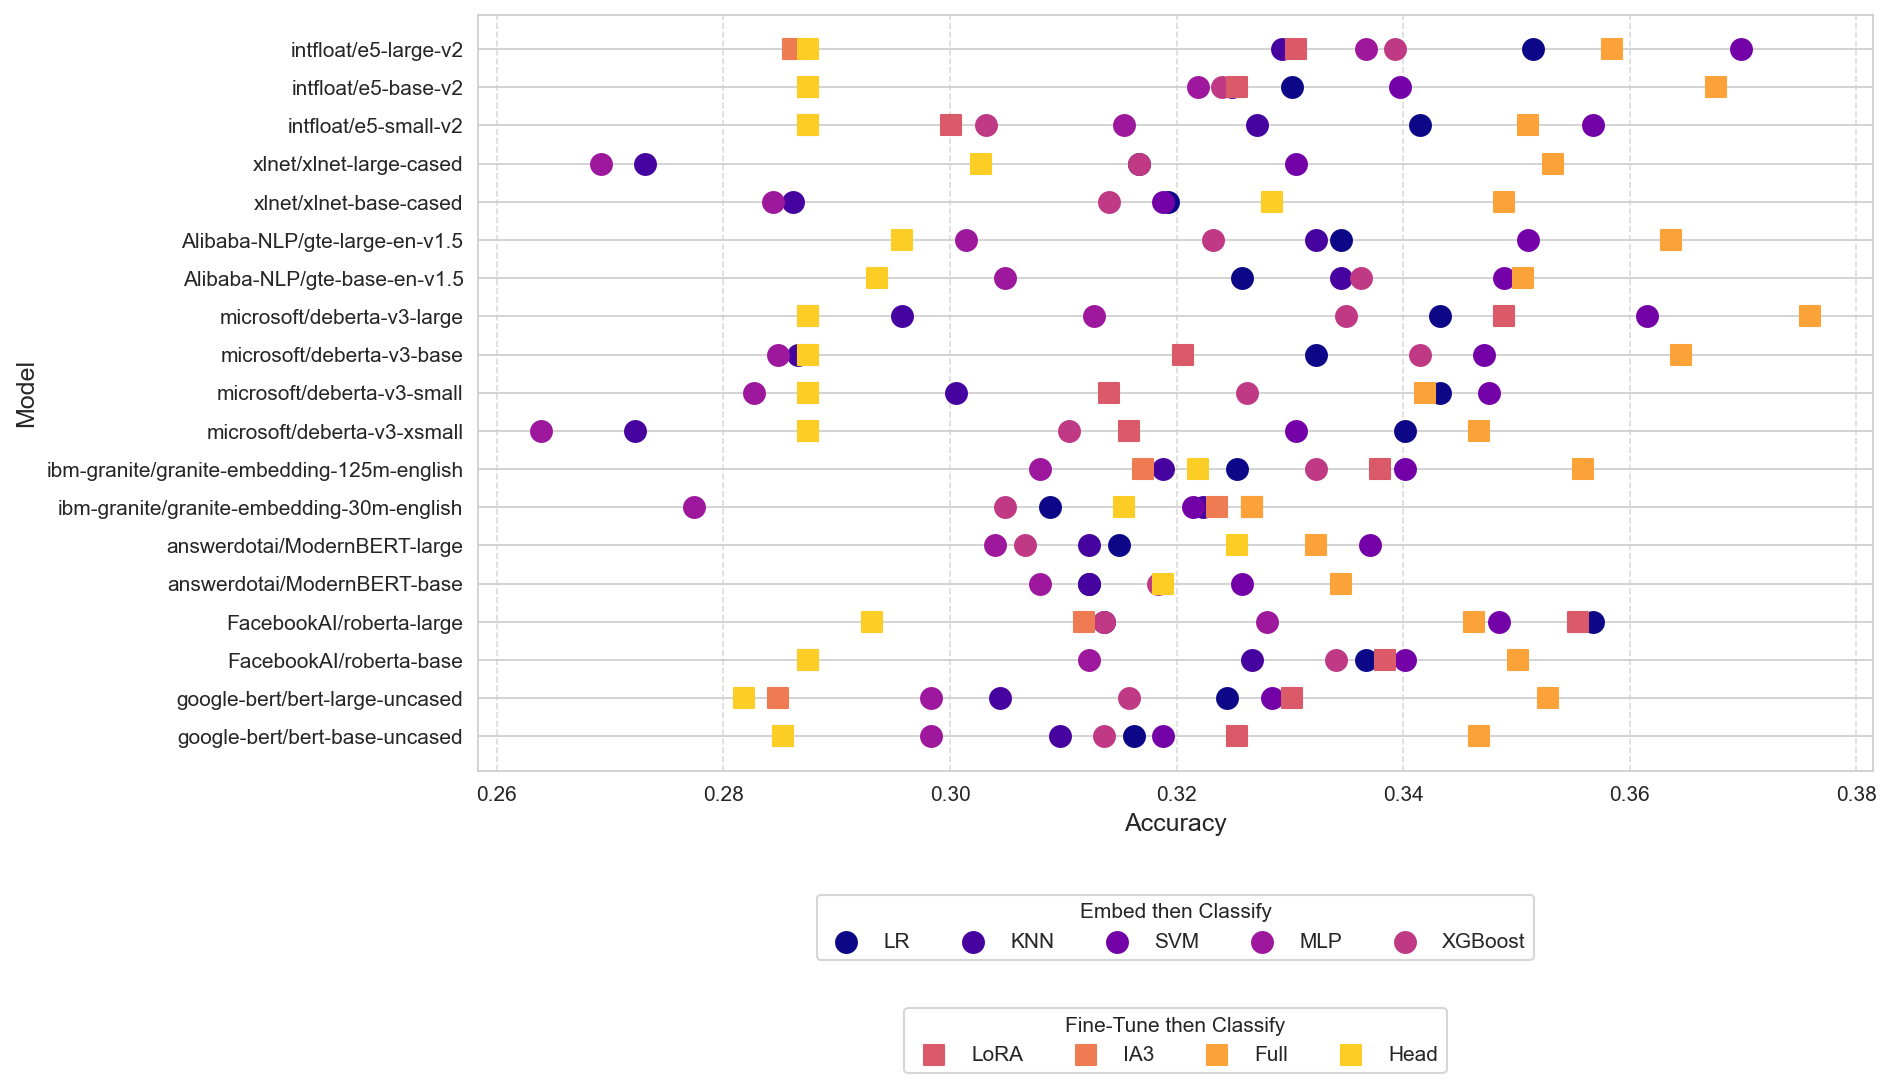 Model
intfloat/e5-large-v2
intfloat/e5-base-v2
intfloat/e5-small-v2
xlnet/xlnet-large-cased
xlnet/xlnet-base-cased
Alibaba-NLP/gte-large-en-v1.5
Alibaba-NLP/gte-base-en-v1.5
microsoft/deberta-v3-large
microsoft/deberta-v3-base
microsoft/deberta-v3-small
microsoft/deberta-v3-xsmall
ibm-granite/granite-embedding-125m-english
ibm-granite/granite-embedding-30m-english
answerdotai/ModernBERT-large
answerdotai/ModernBERT-base
FacebookAI/roberta-large
FacebookAI/roberta-base
google-bert/bert-large-uncased
google-bert/bert-base-uncased
0.26 0.28 0.30 0.32 0.34 0.36 0.38
Accuracy
Embed then Classify
LR KNN SVM MLP XGBoost
Fine-Tune then Classify
LoRA IA3 Full Head